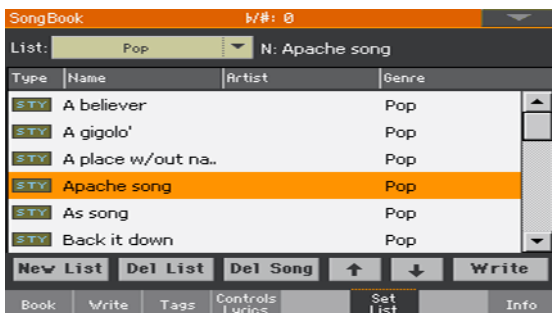 SongBook b/#: 0
List: Pop N: Apache song
Type Name Artist Genre
STY A believer Pop
STY A gigolo' Pop
STY A place w/out na.. Pop
STY Apache song Pop
STY As song Pop
STY Back it down Pop
New List Del List Del Song Write
Book Write Tags Controls Lyrics Set List Info